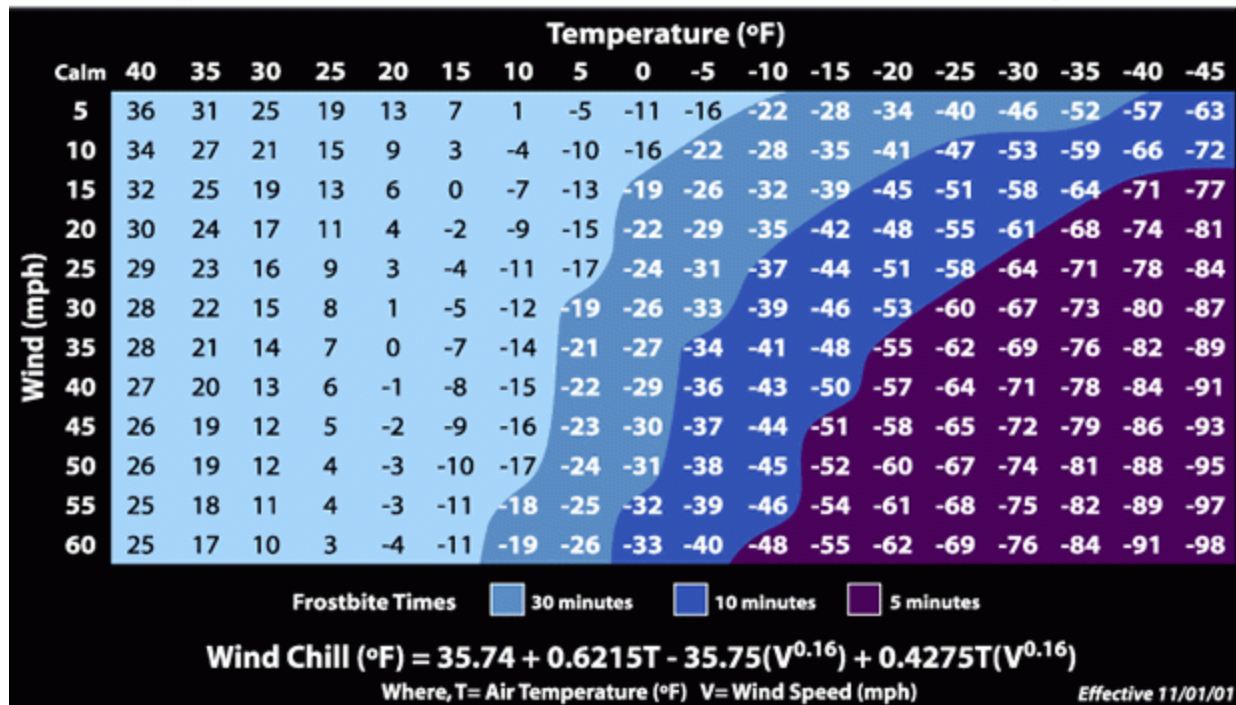 Temperature (ºF)
Calm 40 35 30 25 20 15 10 5 0 -5 -10 -15 -20 -25 -30 -35 -40 -45
Wind (mph)
5 36 31 25 19 13 7 1 -5 -11 -16 -22 -28 -34 -40 -46 -52 -57 -63
10 34 27 21 15 9 3 -4 -10 -16 -22 -28 -35 -41 -47 -53 -59 -66 -72
15 32 25 19 13 6 0 -7 -13 -19 -26 -32 -39 -45 -51 -58 -64 -71 -77
20 30 24 17 11 4 -2 -9 -15 -22 -29 -35 -42 -48 -55 -61 -68 -74 -81
25 29 23 16 9 3 -4 -11 -17 -24 -31 -37 -44 -51 -58 -64 -71 -78 -84
30 28 22 15 8 1 -5 -12 -19 -26 -33 -39 -46 -53 -60 -67 -73 -80 -87
35 28 21 14 7 0 -7 -14 -21 -27 -34 -41 -48 -55 -62 -69 -76 -82 -89
40 27 20 13 6 -1 -8 -15 -22 -29 -36 -43 -50 -57 -64 -71 -78 -84 -91
45 26 19 12 5 -2 -9 -16 -23 -30 -37 -44 -51 -58 -65 -72 -79 -86 -93
50 26 19 12 4 -3 -10 -17 -24 -31 -38 -45 -52 -60 -67 -74 -81 -88 -95
55 25 18 11 4 -3 -11 -18 -25 -32 -39 -46 -54 -61 -68 -75 -82 -89 -97
60 25 17 10 3 -4 -11 -19 -26 -33 -40 -48 -55 -62 -69 -76 -84 -91 -98
Frostbite Times 30 minutes 10 minutes 5 minutes
Wind Chill (ºF) = 35.74 + 0.6215T - 35.75(V^0.16) + 0.4275T(V^0.16)
Where, T= Air Temperature (ºF) V= Wind Speed (mph) Effective 11/01/01